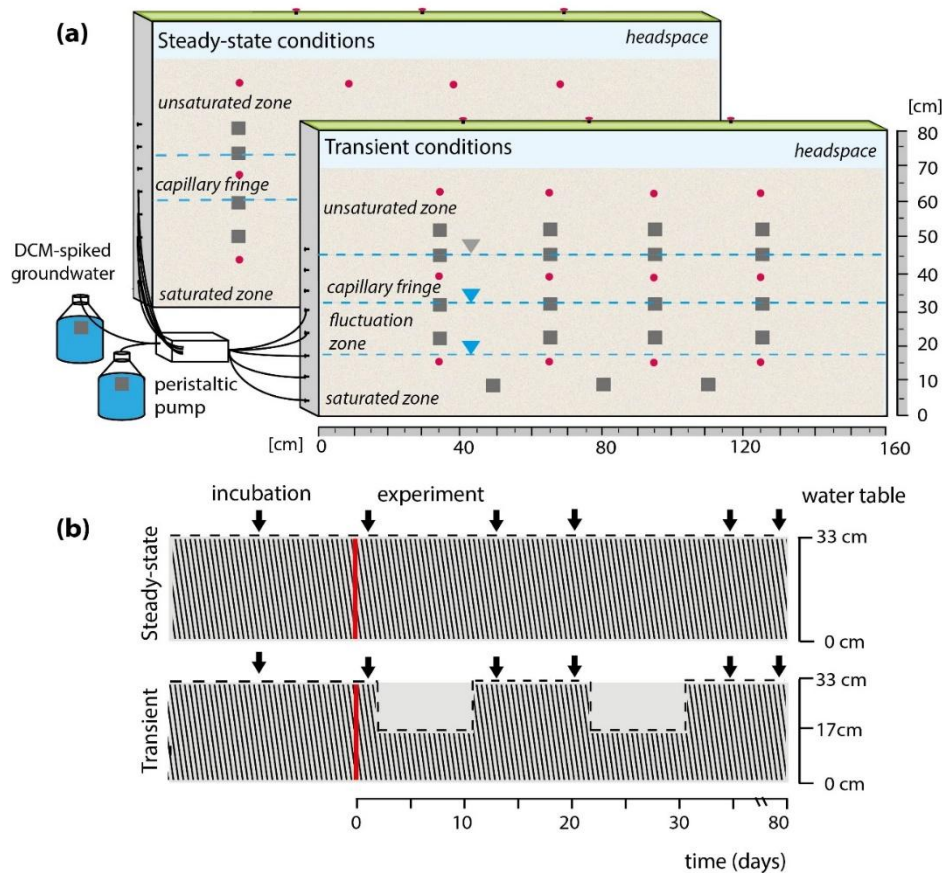 (a)
Steady-state conditions
headspace
unsaturated zone
capillary fringe
saturated zone
[cm]
Transient conditions
headspace
unsaturated zone
capillary fringe
fluctuation
zone
saturated zone
80
70
60
50
40
30
20
10
0
DCM-spiked
groundwater
peristaltic
pump
[cm]
0
40
80
120
160
(b)
incubation
experiment
water table
Steady-state
33 cm
0 cm
Transient
33 cm
17cm
0 cm
0
10
20
30
80
time (days)